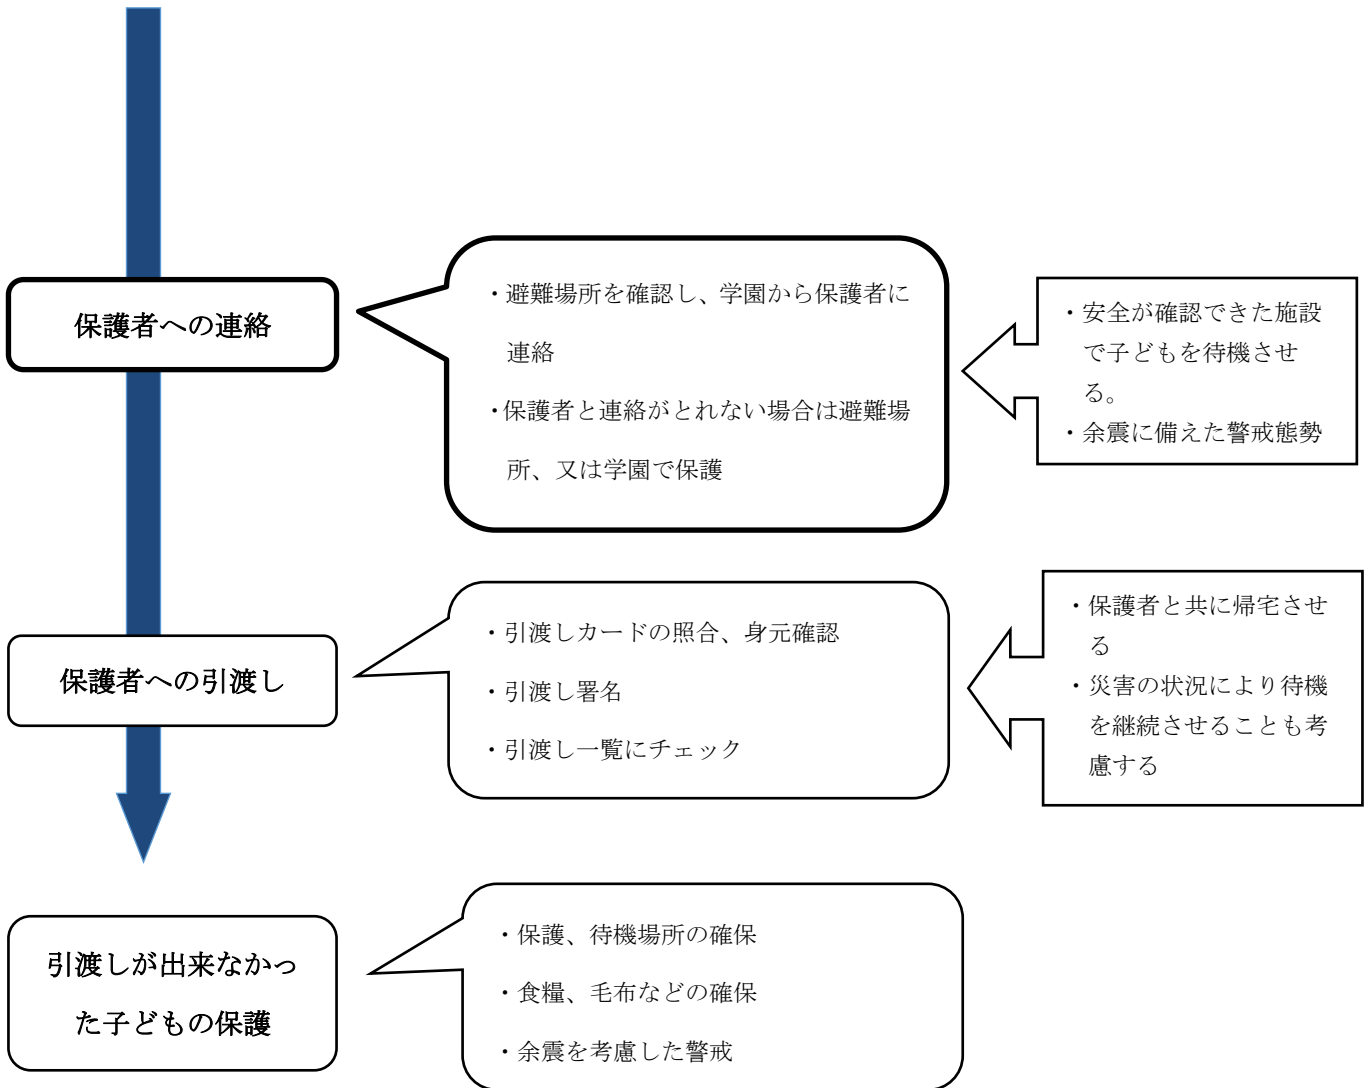 保護者への連絡
・避難場所を確認し、学園から保護者に
連絡
・保護者と連絡がとれない場合は避難場
所、又は学園で保護
・安全が確認できた施設
で子どもを待機させ
る。
・余震に備えた警戒態勢
保護者への引渡し
・引渡しカードの照合、身元確認
・引渡し署名
・引渡し一覧にチェック
・保護者と共に帰宅させ
る
・災害の状況により待機
を継続させることも考
慮する
引渡しが出来なかっ
た子どもの保護
・保護、待機場所の確保
・食糧、毛布などの確保
・余震を考慮した警戒